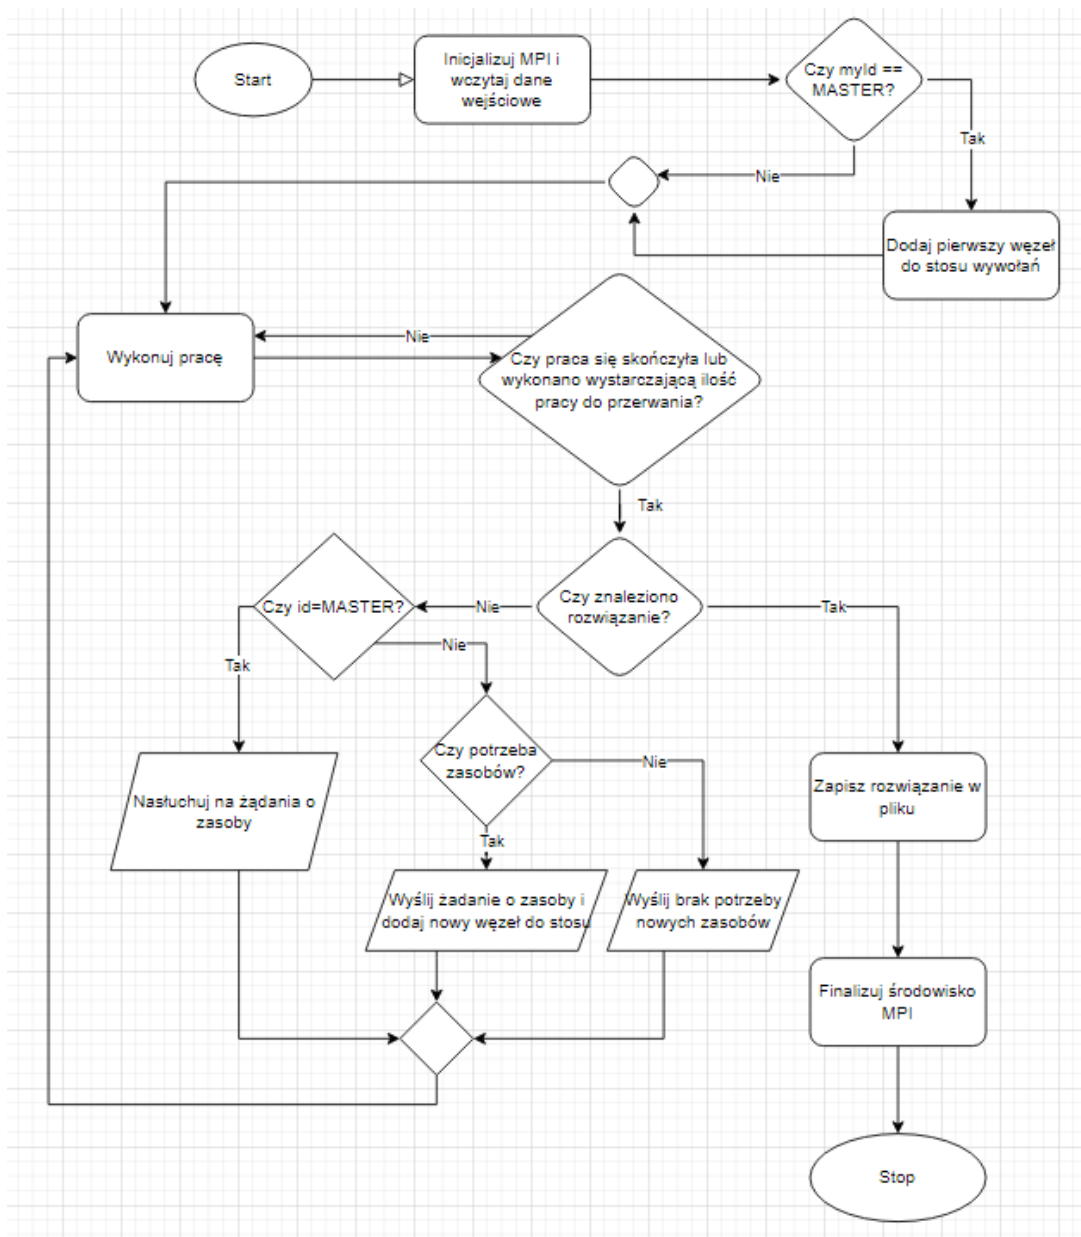 Start
Inicjalizuj MPI i
wczytaj dane
wejściowe
Czy myId ==
MASTER?
Tak
Nie
Dodaj pierwszy węzeł
do stosu wywołań
Wykonuj pracę
Nie
Czy praca się skończyła lub
wykonano wystarczającą ilość
pracy do przerwania?
Tak
Czy znaleziono
rozwiązanie?
Nie
Tak
Czy id=MASTER?
Nie
Tak
Czy potrzeba
zasobów?
Nie
Tak
Nasłuchuj na żądania o
zasoby
Wyślij żadanie o zasoby i
dodaj nowy węzeł do stosu
Wyślij brak potrzeby
nowych zasobów
Zapisz rozwiązanie w
pliku
Finalizuj środowisko
MPI
Stop